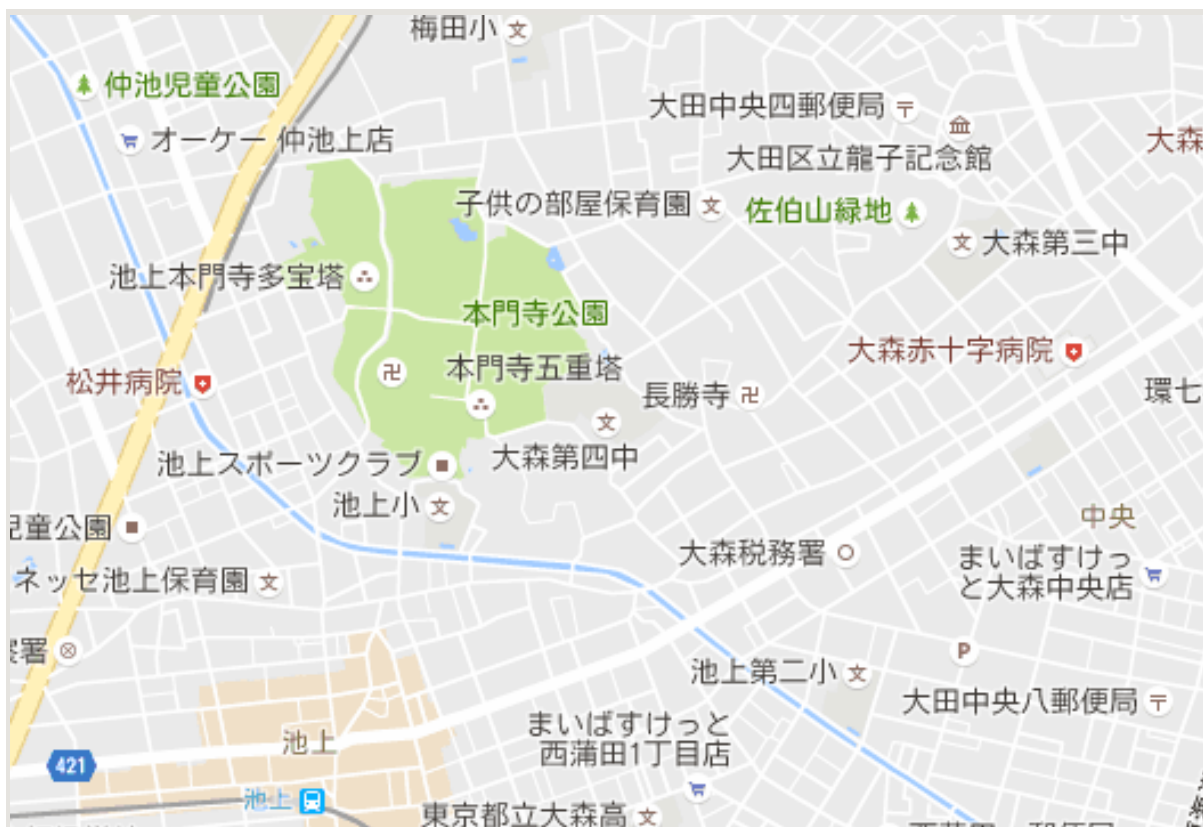 梅田小
仲池児童公園
大田中央四郵便局
オーケー 仲池上店
大田区立龍子記念館
大森
子供の部屋保育園
佐伯山緑地
大森第三中
池上本門寺多宝塔
本門寺公園
大森赤十字病院
本門寺五重塔
松井病院
長勝寺
環七
池上スポーツクラブ
大森第四中
池上小
中央
児童公園
大森税務署
まいばすけっ
と大森中央店
ネッセ池上保育園
署
P
池上第二小
大田中央八郵便局
まいばすけっと
西蒲田1丁目店
池上
421
池上
東京都立大森高